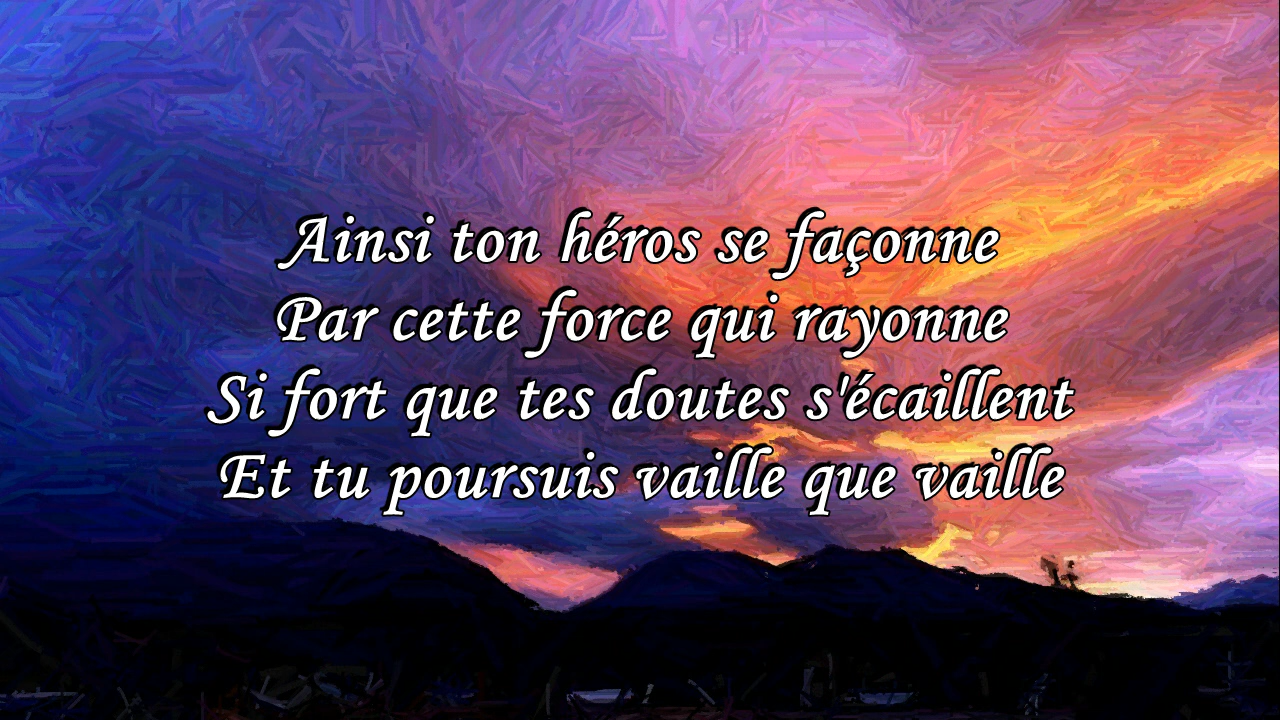 Ainsi ton héros se façonne
Par cette force qui rayonne
Si fort que tes doutes s'écaillent
Et tu poursuis vaille que vaille